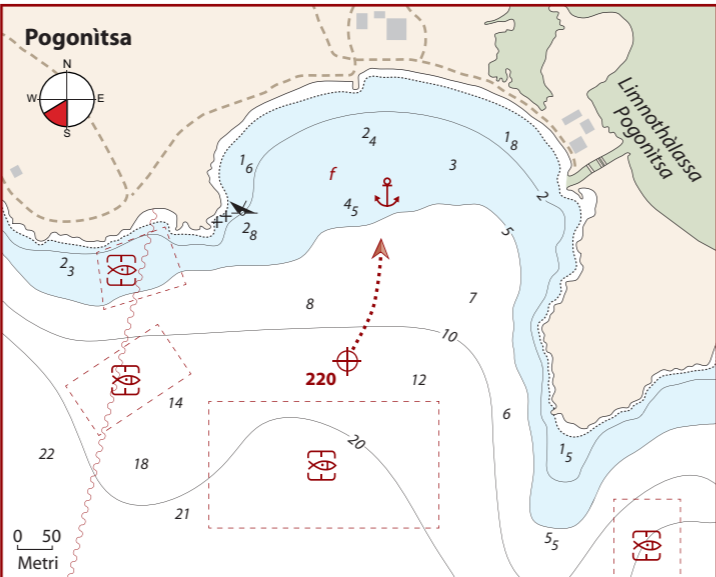 Pogonìtsa
N
W E
S
Limnothàlassa
Pogonìtsa
2₄
1₈
1₆
f
3
4₅
2
2₈
5
2₃
8
7
10
220
12
14
6
20
22
18
1₅
21
5₅
0 50
Metri